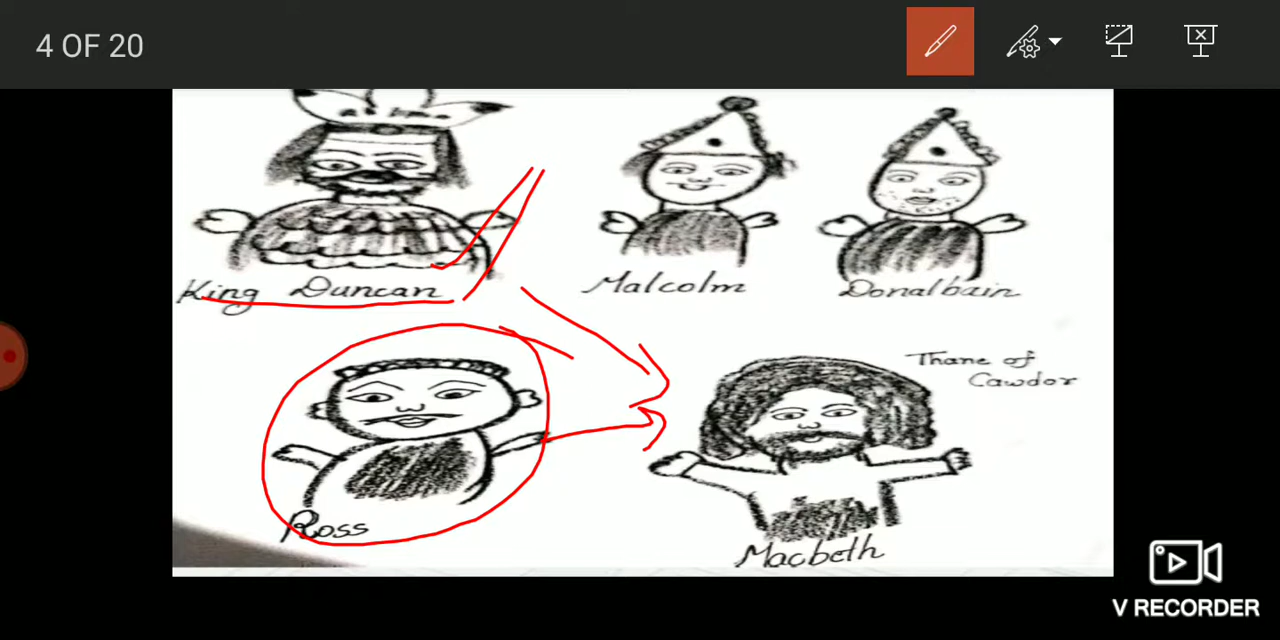 4 OF 20
King Duncan
Malcolm
Donalbain
Thane of
Cawdor
Ross
Macbeth
V RECORDER